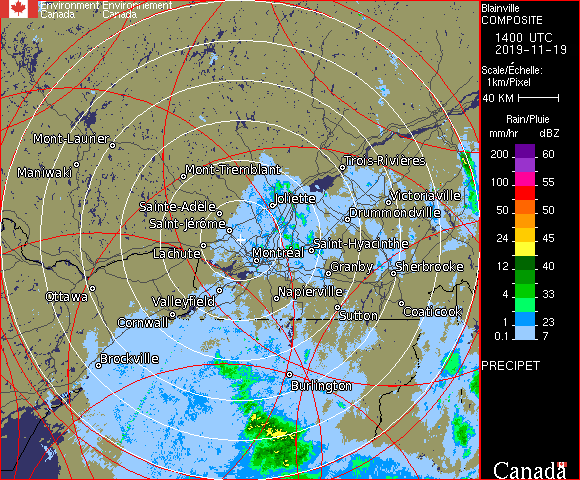 Environment Environnement
Canada Canada
Blainville
COMPOSITE
1400 UTC
2019-11-19
Scale/Échelle:
1km/Pixel
40 KM
Rain/Pluie
mm/hr dBZ
200 60
100 55
50 50
24 45
12 40
4 33
1 23
0.1 7
PRECIPET
Canada
Mont-Laurier
Maniwaki
Mont-Tremblant
Trois-Rivières
Joliette
Victoriaville
Sainte-Adele
Drummondville
Saint-Jérôme
Saint-Hyacinthe
Lachute
Montréal
Granby
Sherbrooke
Ottawa
Valleyfield
Napierville
Cornwall
Sutton
Coaticook
Brockville
Burlington